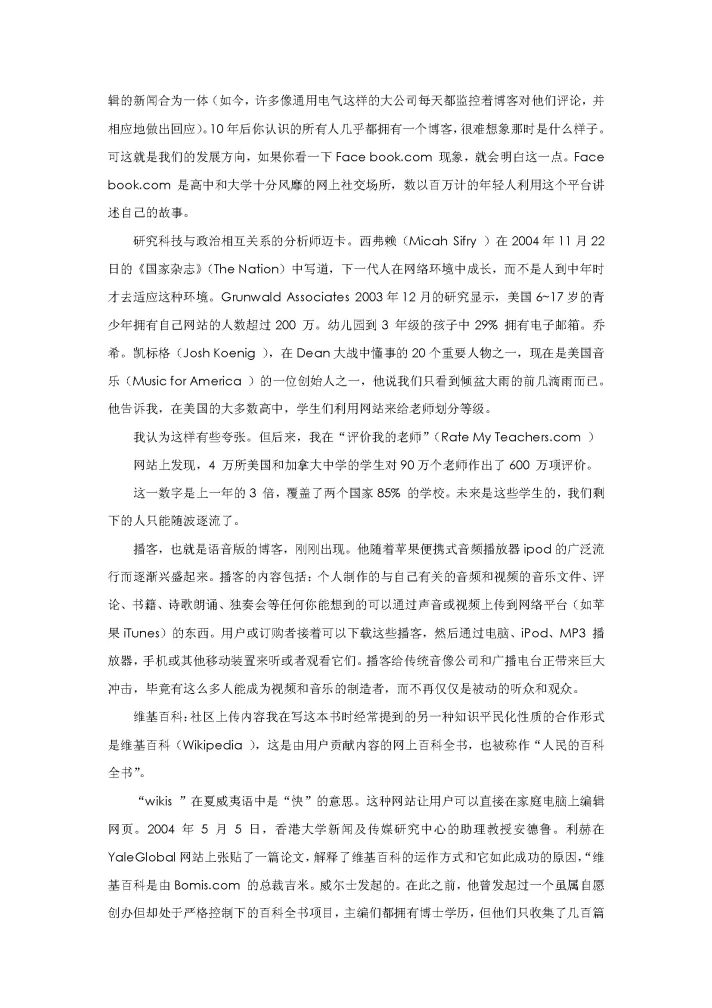 辑的新闻合为一体（如今，许多像通用电气这样的大公司每天都监控着博客对他们评论，并
相应地做出回应）。10 年后你认识的所有人几乎都拥有一个博客，很难想象那时是什么样子。
可这就是我们的发展方向，如果你看一下 Face book.com 现象，就会明白这一点。Face
book.com 是高中和大学十分风靡的网上社交场所，数以百万计的年轻人利用这个平台讲
述自己的故事。
研究科技与政治相互关系的分析师迈卡。西弗赖（Micah Sifry ）在 2004 年 11 月 22
日的《国家杂志》（The Nation）中写道，下一代人在网络环境中成长，而不是人到中年时
才去适应这种环境。Grunwald Associates 2003 年 12 月的研究显示，美国 6~17 岁的青
少年拥有自己网站的人数超过 200 万。幼儿园到 3 年级的孩子中 29% 拥有电子邮箱。乔
希。凯标格（Josh Koenig ），在 Dean 大战中懂事的 20 个重要人物之一，现在是美国音
乐（Music for America ）的一位创始人之一，他说我们只看到倾盆大雨的前几滴雨而已。
他告诉我，在美国的大多数高中，学生们利用网站来给老师划分等级。
我认为这样有些夸张。但后来，我在“评价我的老师”（Rate My Teachers.com ）
网站上发现，4 万所美国和加拿大中学的学生对 90 万个老师作出了 600 万项评价。
这一数字是上一年的 3 倍，覆盖了两个国家 85% 的学校。未来是这些学生的，我们剩
下的人只能随波逐流了。
播客，也就是语音版的博客，刚刚出现。他随着苹果便携式音频播放器 ipod 的广泛流
行而逐渐兴盛起来。播客的内容包括：个人制作的与自己有关的音频和视频的音乐文件、评
论、书籍、诗歌朗诵、独奏会等任何你能想到的可以通过声音或视频上传到网络平台（如苹
果 iTunes）的东西。用户或订购者接着可以下载这些播客，然后通过电脑、iPod、MP3 播
放器，手机或其他移动装置来听或者观看它们。播客给传统音像公司和广播电台正带来巨大
冲击，毕竟有这么多人能成为视频和音乐的制造者，而不再仅仅是被动的听众和观众。
维基百科：社区上传内容我在写这本书时经常提到的另一种知识平民化性质的合作形式
是维基百科（Wikipedia ），这是由用户贡献内容的网上百科全书，也被称作“人民的百科
全书”。
“wikis ”在夏威夷语中是“快”的意思。这种网站让用户可以直接在家庭电脑上编辑
网页。2004 年 5 月 5 日，香港大学新闻及传媒研究中心的助理教授安德鲁。利赫在
YaleGlobal 网站上张贴了一篇论文，解释了维基百科的运作方式和它如此成功的原因，“维
基百科是由 Bomis.com 的总裁吉米。威尔士发起的。在此之前，他曾发起过一个虽属自愿
创办但却处于严格控制下的百科全书项目，主编们都拥有博士学历，但他们只收集了几百篇